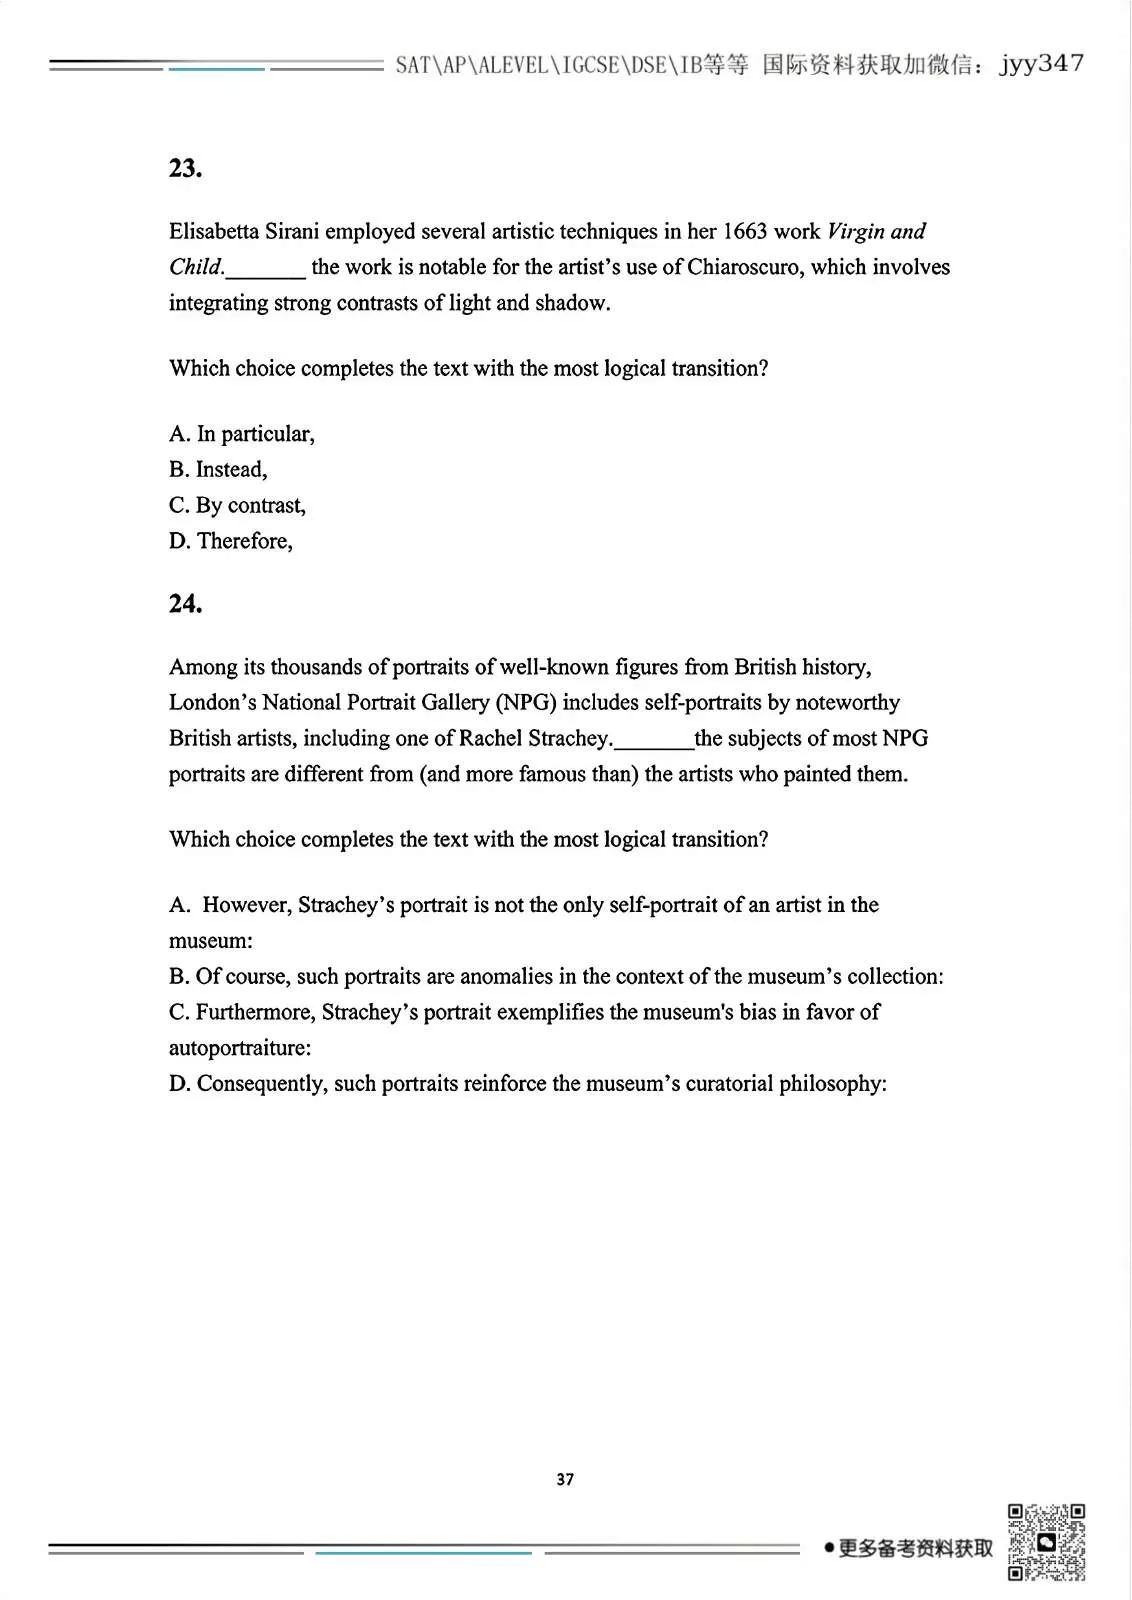 SAT\AP\ALEVEL\IGCSE\DSE\IB等等 国际资料获取加微信：jyy347
23.
Elisabetta Sirani employed several artistic techniques in her 1663 work Virgin and
Child._______ the work is notable for the artist’s use of Chiaroscuro, which involves
integrating strong contrasts of light and shadow.
Which choice completes the text with the most logical transition?
A. In particular,
B. Instead,
C. By contrast,
D. Therefore,
24.
Among its thousands of portraits of well-known figures from British history,
London’s National Portrait Gallery (NPG) includes self-portraits by noteworthy
British artists, including one of Rachel Strachey._______the subjects of most NPG
portraits are different from (and more famous than) the artists who painted them.
Which choice completes the text with the most logical transition?
A. However, Strachey’s portrait is not the only self-portrait of an artist in the
museum:
B. Of course, such portraits are anomalies in the context of the museum’s collection:
C. Furthermore, Strachey’s portrait exemplifies the museum's bias in favor of
autoportraiture:
D. Consequently, such portraits reinforce the museum’s curatorial philosophy:
37
●更多备考资料获取